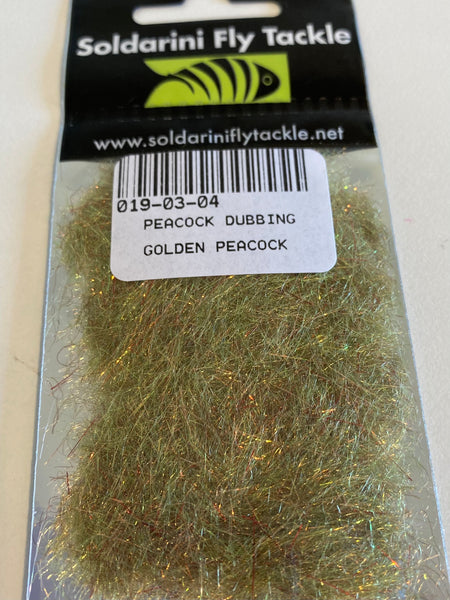 Soldarini Fly Tackle
www.soldariniflytackle.net
019-03-04
PEACOCK DUBBING
GOLDEN PEACOCK